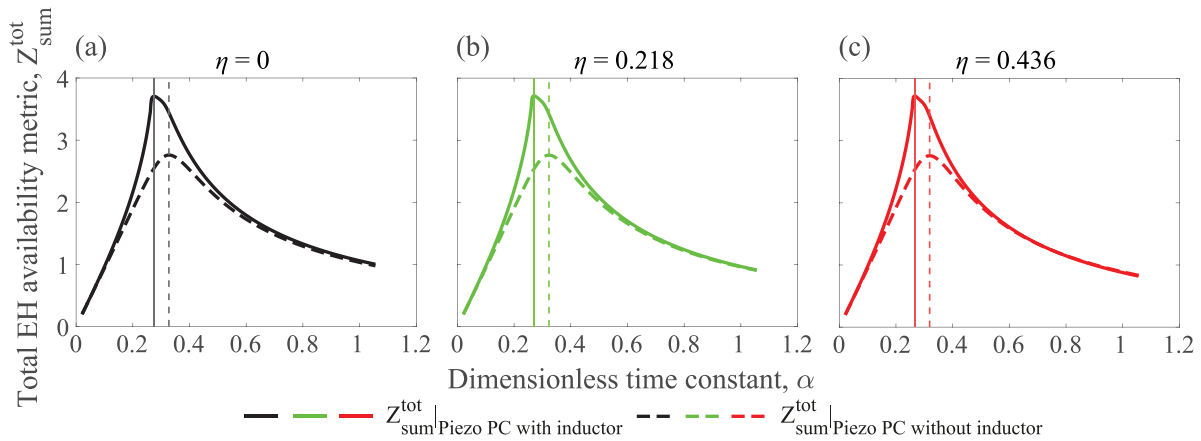 (a)
η = 0
(b)
η = 0.218
(c)
η = 0.436
Total EH availability metric, Z^tot_sum
4
3
2
1
0
0 0.2 0.4 0.6 0.8 1 1.2
0 0.2 0.4 0.6 0.8 1 1.2
0 0.2 0.4 0.6 0.8 1 1.2
Dimensionless time constant, α
Z^tot_sum|Piezo PC with inductor
Z^tot_sum|Piezo PC without inductor